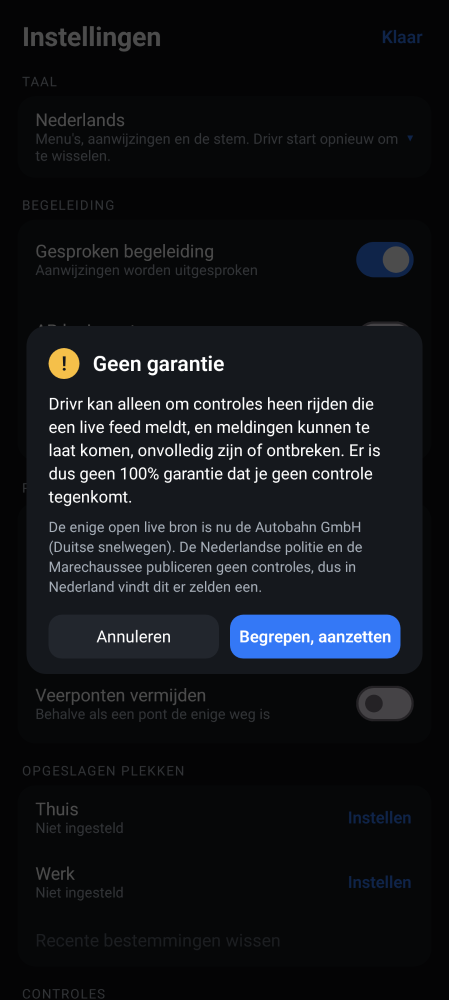 Instellingen
Klaar
TAAL
Nederlands
Menu's, aanwijzingen en de stem. Drivr start opnieuw om
te wisselen.
BEGELEIDING
Gesproken begeleiding
Aanwijzingen worden uitgesproken
Geen garantie
Drivr kan alleen om controles heen rijden die
een live feed meldt, en meldingen kunnen te
laat komen, onvolledig zijn of ontbreken. Er is
dus geen 100% garantie dat je geen controle
tegenkomt.
De enige open live bron is nu de Autobahn GmbH
(Duitse snelwegen). De Nederlandse politie en de
Marechaussee publiceren geen controles, dus in
Nederland vindt dit er zelden een.
Annuleren
Begrepen, aanzetten
Veerponten vermijden
Behalve als een pont de enige weg is
OPGESLAGEN PLEKKEN
Thuis
Niet ingesteld
Instellen
Werk
Niet ingesteld
Instellen
Recente bestemmingen wissen
CONTROLES